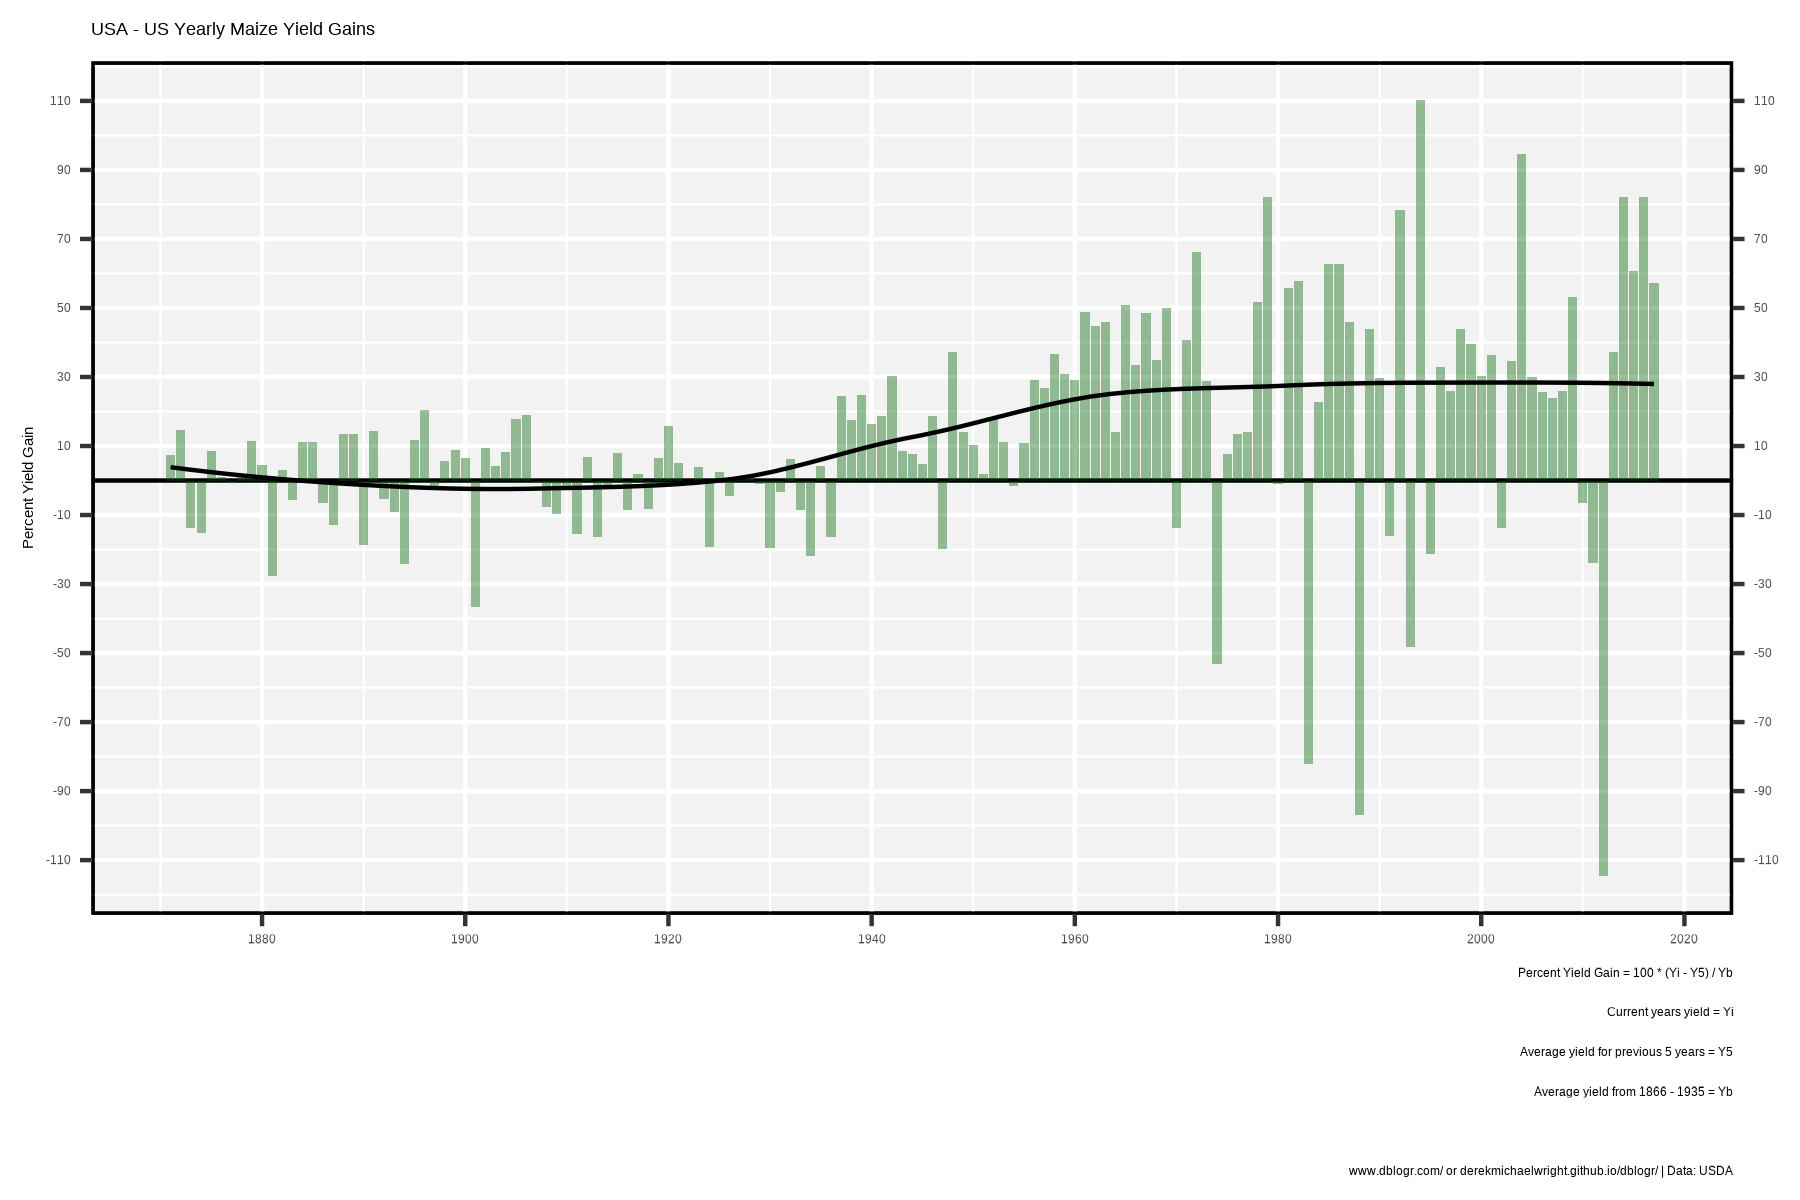 USA - US Yearly Maize Yield Gains
110 110
90 90
70 70
50 50
30 30
10 10
-10 -10
-30 -30
-50 -50
-70 -70
-90 -90
-110 -110
Percent Yield Gain
1880 1900 1920 1940 1960 1980 2000 2020
Percent Yield Gain = 100 * (Yi - Y5) / Yb
Current years yield = Yi
Average yield for previous 5 years = Y5
Average yield from 1866 - 1935 = Yb
www.dblogr.com/ or derekmichaelwright.github.io/dblogr/ | Data: USDA